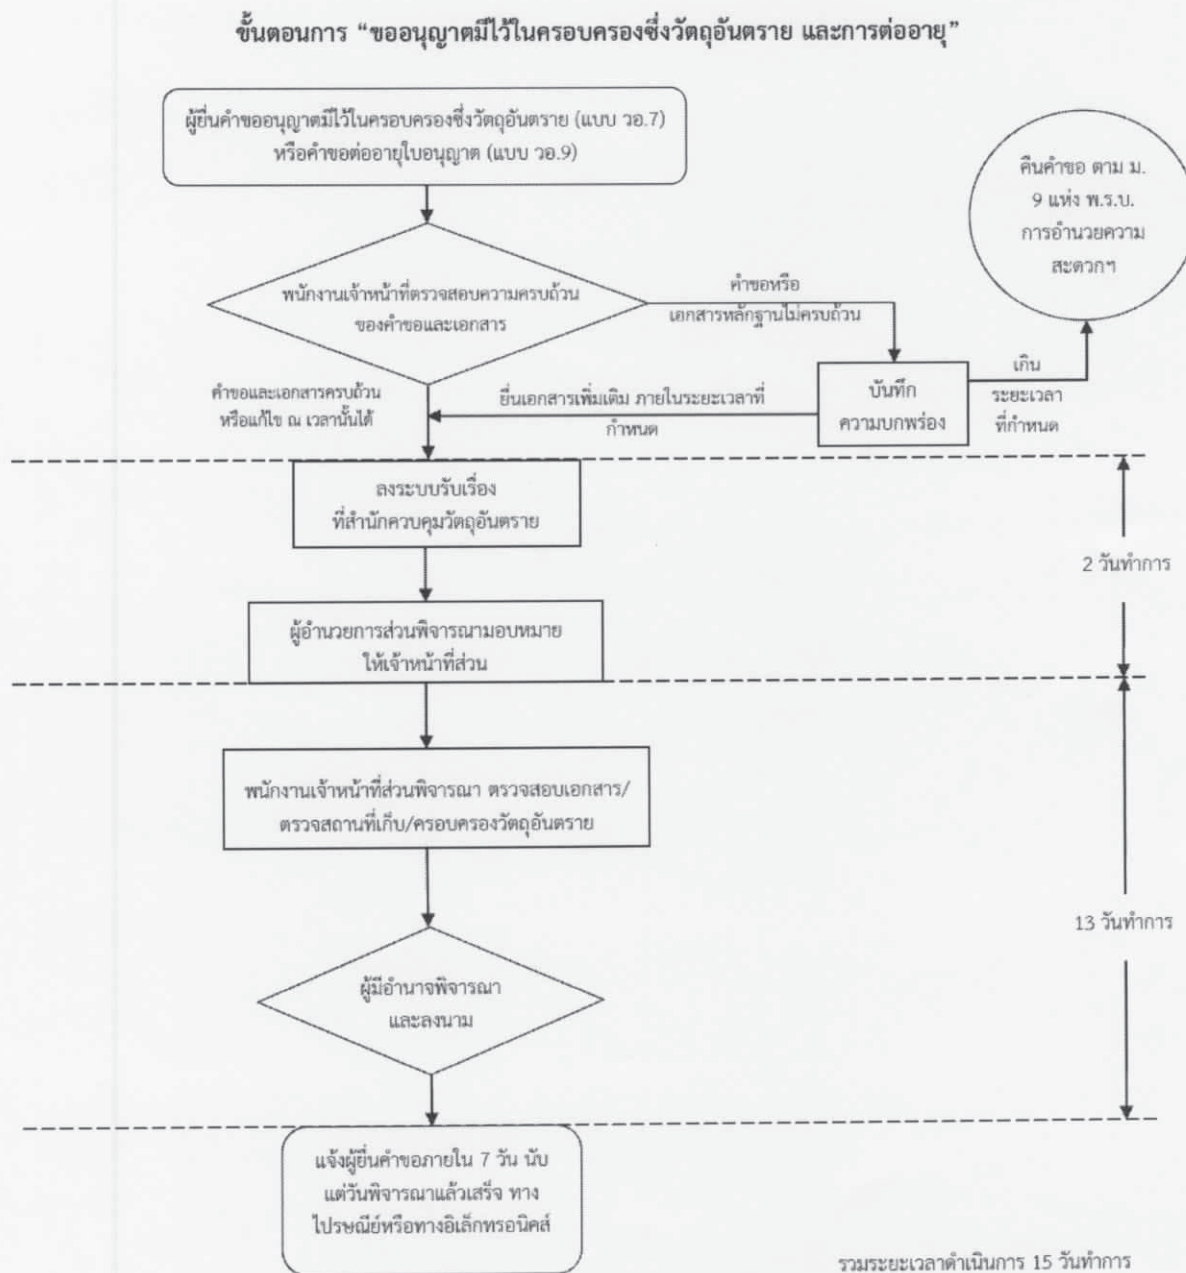 ขั้นตอนการ “ขออนุญาตมีไว้ในครอบครองซึ่งวัตถุอันตราย และการต่ออายุ”
ผู้ยื่นคำขออนุญาตมีไว้ในครอบครองซึ่งวัตถุอันตราย (แบบ วอ.7)
หรือคำขอต่ออายุใบอนุญาต (แบบ วอ.9)
คืนคำขอ ตาม ม.
9 แห่ง พ.ร.บ.
การอำนวยความ
สะดวกฯ
พนักงานเจ้าหน้าที่ตรวจสอบความครบถ้วน
ของคำขอและเอกสาร
คำขอหรือ
เอกสารหลักฐานไม่ครบถ้วน
บันทึก
ความบกพร่อง
เกิน
ระยะเวลา
ที่กำหนด
คำขอและเอกสารครบถ้วน
หรือแก้ไข ณ เวลานั้นได้
ยื่นเอกสารเพิ่มเติม ภายในระยะเวลาที่
กำหนด
ลงระบบรับเรื่อง
ที่สำนักควบคุมวัตถุอันตราย
2 วันทำการ
ผู้อำนวยการส่วนพิจารณามอบหมาย
ให้เจ้าหน้าที่ส่วน
พนักงานเจ้าหน้าที่ส่วนพิจารณา ตรวจสอบเอกสาร/
ตรวจสถานที่เก็บ/ครอบครองวัตถุอันตราย
13 วันทำการ
ผู้มีอำนาจพิจารณา
และลงนาม
แจ้งผู้ยื่นคำขอภายใน 7 วัน นับ
แต่วันพิจารณาแล้วเสร็จ ทาง
ไปรษณีย์หรือทางอิเล็กทรอนิคส์
รวมระยะเวลาดำเนินการ 15 วันทำการ